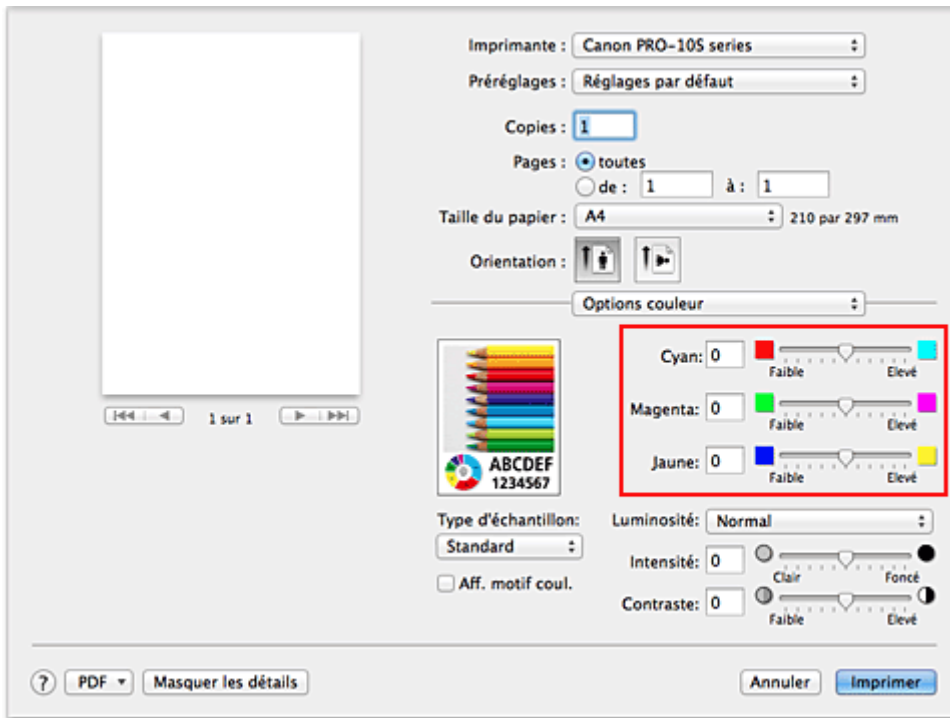 Imprimante : Canon PRO-10S series
Préréglages : Réglages par défaut
Copies : 1
Pages : toutes
de : 1 à : 1
Taille du papier : A4 210 par 297 mm
Orientation :
Options couleur
1 sur 1
ABCDEF
1234567
Cyan: 0
Faible Elevé
Magenta: 0
Faible Elevé
Jaune: 0
Faible Elevé
Type d'échantillon:
Standard
Aff. motif coul.
Luminosité: Normal
Intensité: 0
Clair Foncé
Contraste: 0
Faible Elevé
? PDF Masquer les détails Annuler Imprimer